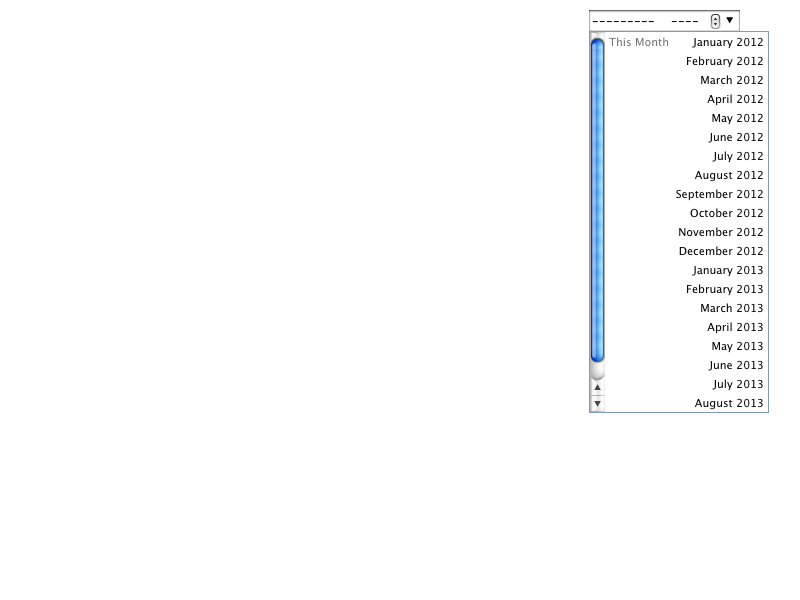 --------- ----
This Month January 2012
February 2012
March 2012
April 2012
May 2012
June 2012
July 2012
August 2012
September 2012
October 2012
November 2012
December 2012
January 2013
February 2013
March 2013
April 2013
May 2013
June 2013
July 2013
August 2013